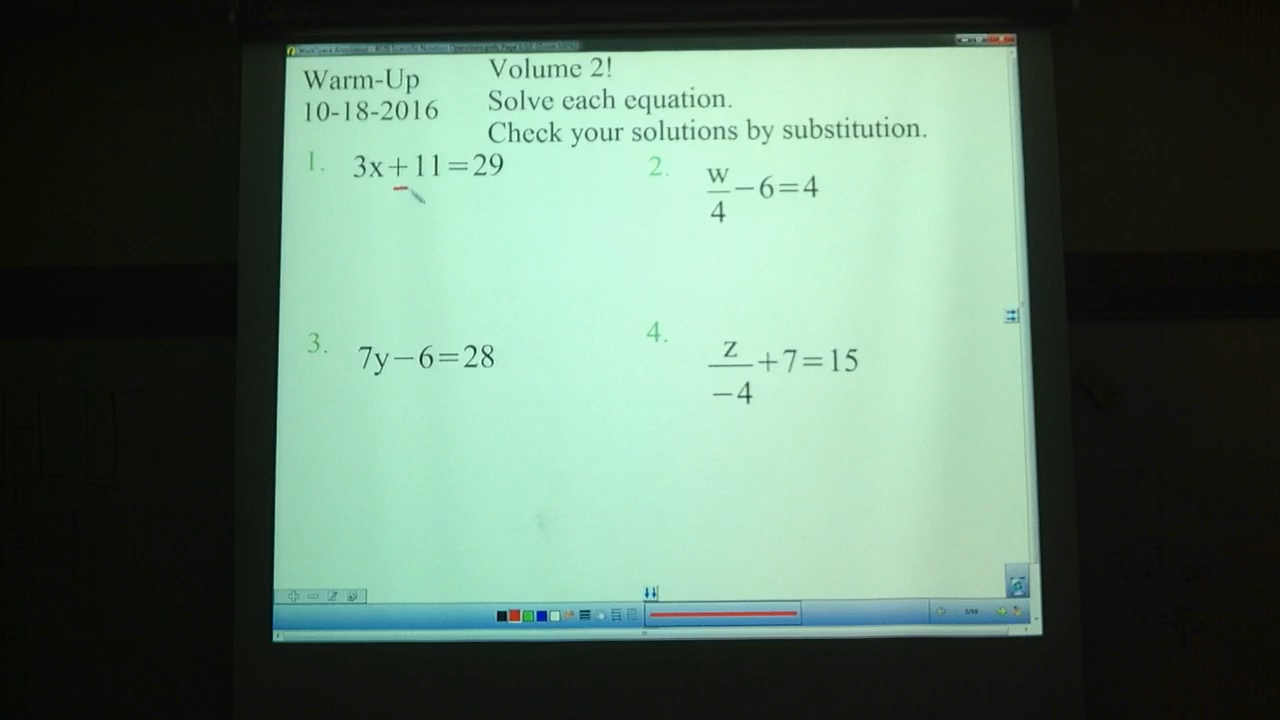 Warm-Up
10-18-2016
Volume 2!
Solve each equation.
Check your solutions by substitution.
1. 3x+11=29
2. w/4 −6=4
3. 7y−6=28
4. z/−4 +7=15